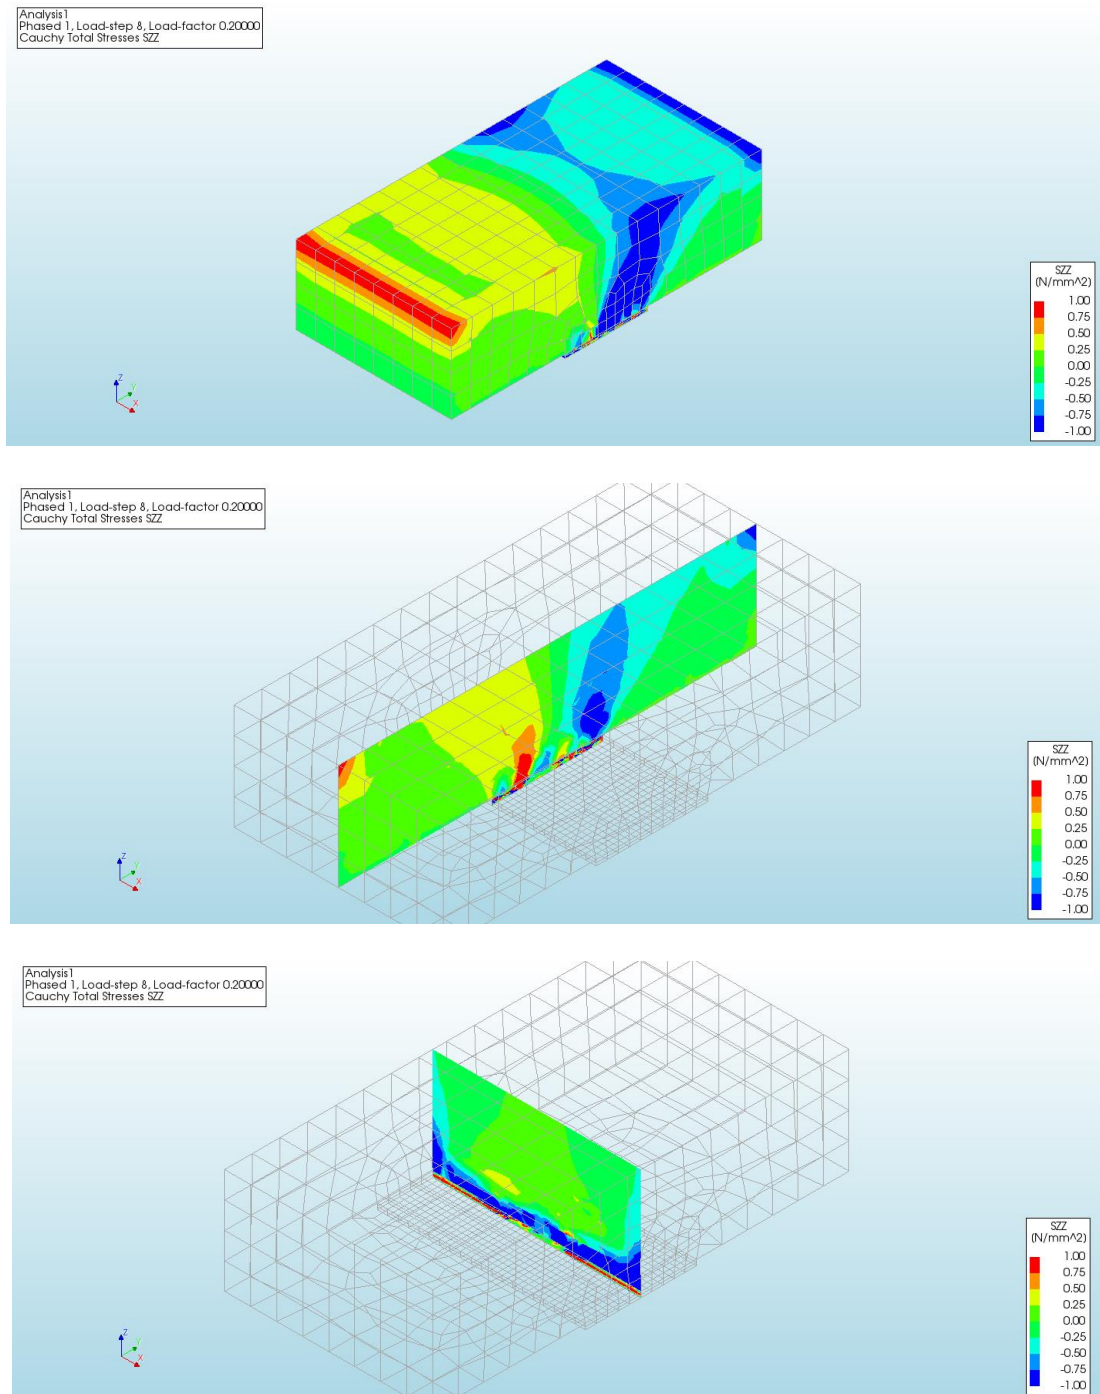 Analysis1
Phased 1, Load-step 8, Load-factor 0.20000
Cauchy Total Stresses SZZ
SZZ
(N/mm^2)
1.00
0.75
0.50
0.25
0.00
-0.25
-0.50
-0.75
-1.00
Z
Y
X
Analysis1
Phased 1, Load-step 8, Load-factor 0.20000
Cauchy Total Stresses SZZ
SZZ
(N/mm^2)
1.00
0.75
0.50
0.25
0.00
-0.25
-0.50
-0.75
-1.00
Z
Y
X
Analysis1
Phased 1, Load-step 8, Load-factor 0.20000
Cauchy Total Stresses SZZ
SZZ
(N/mm^2)
1.00
0.75
0.50
0.25
0.00
-0.25
-0.50
-0.75
-1.00
Z
Y
X